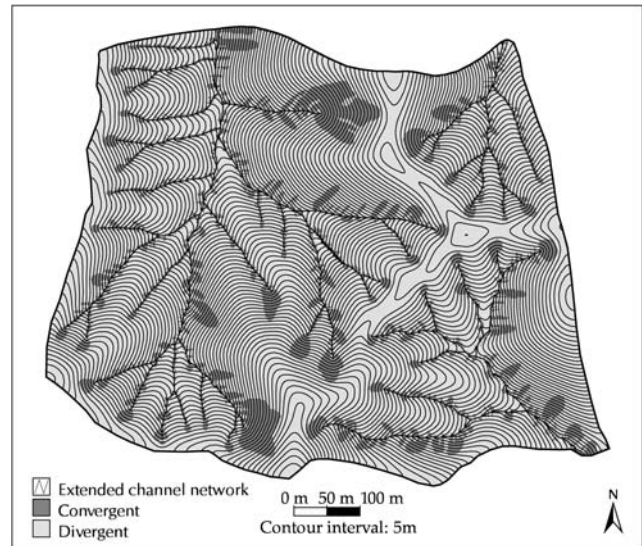 Extended channel network
Convergent
Divergent
0 m 50 m 100 m
Contour interval: 5m
N